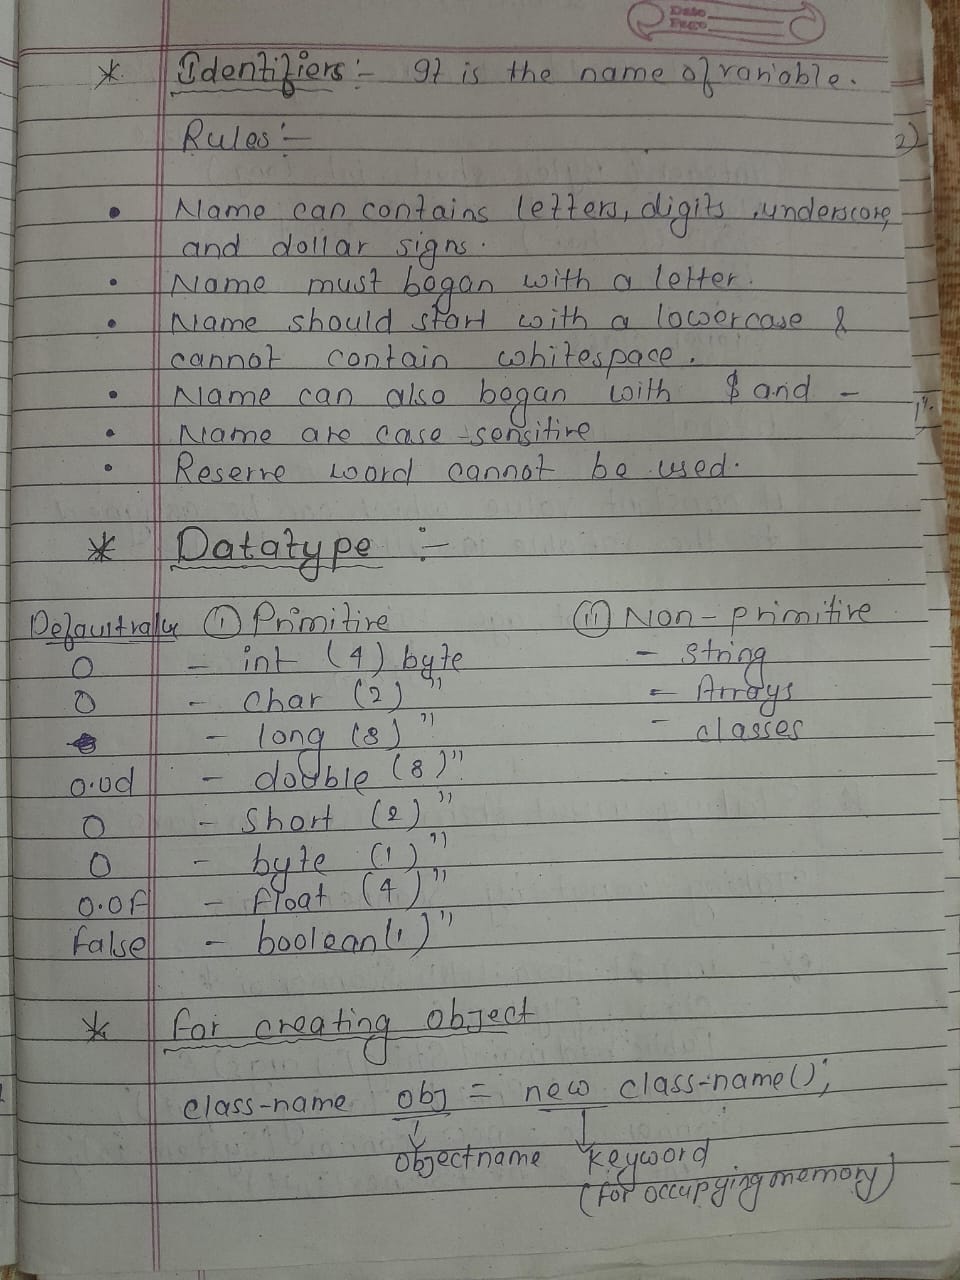 Date
Page
* Identifiers :- It is the name of variable.
Rules :-
2)
• Name can contains letters, digits, underscore,
and dollar signs.
• Name must began with a letter.
• Name should start with a lowercase &
cannot contain whitespace.
• Name can also began with $ and -
• Name are case-sensitive
• Reserve word cannot be used.
* Datatype :-
Default value (i) Primitive (ii) Non-primitive
0 - int (4) byte - string
0 - char (2) " - Arrays
- long (8) " - classes
0.0d - double (8) "
0 - short (2) "
0 - byte (1) "
0.0f - float (4) "
false - boolean (1) "
* for creating object
class-name obj = new class-name();
objectname keyword
(for occupying memory)